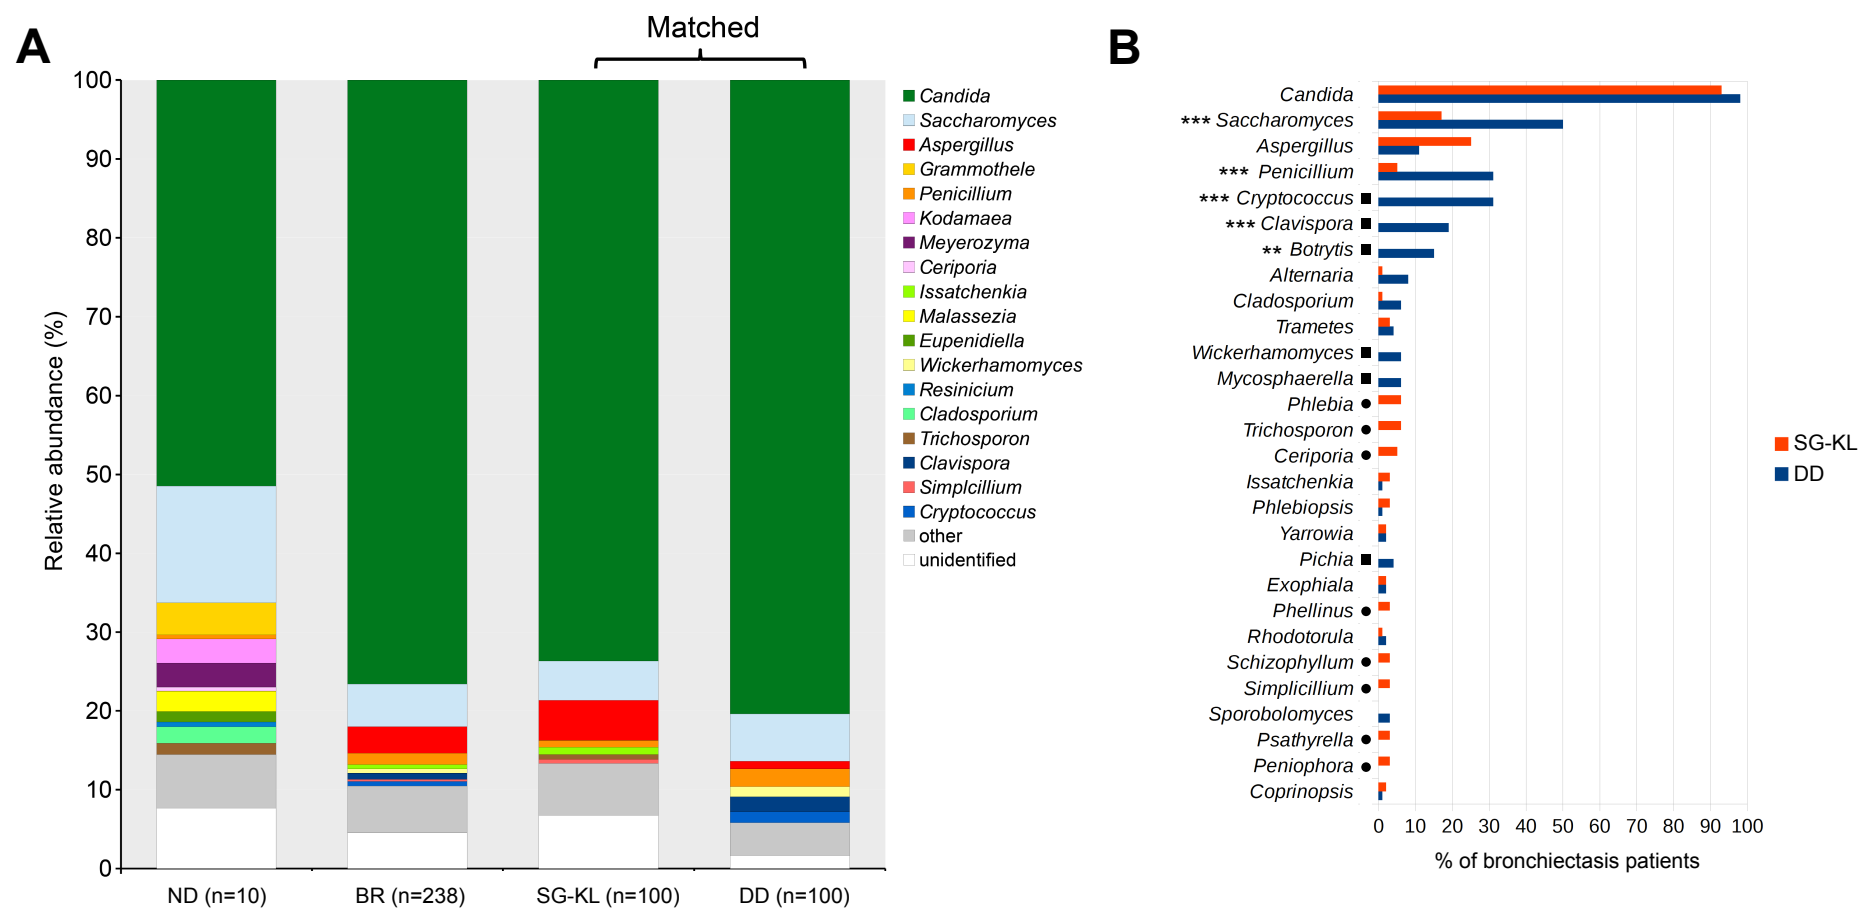 A
Matched
Relative abundance (%)
100
90
80
70
60
50
40
30
20
10
0
ND (n=10)
BR (n=238)
SG-KL (n=100)
DD (n=100)
Candida
Saccharomyces
Aspergillus
Grammothele
Penicillium
Kodamaea
Meyerozyma
Ceriporia
Issatchenkia
Malassezia
Eupenidiella
Wickerhamomyces
Resinicium
Cladosporium
Trichosporon
Clavispora
Simplcillium
Cryptococcus
other
unidentified
B
Candida
*** Saccharomyces
Aspergillus
*** Penicillium
*** Cryptococcus ■
*** Clavispora ■
** Botrytis ■
Alternaria
Cladosporium
Trametes
Wickerhamomyces ■
Mycosphaerella ■
Phlebia ●
Trichosporon ●
Ceriporia ●
Issatchenkia
Phlebiopsis
Yarrowia
Pichia ■
Exophiala
Phellinus ●
Rhodotorula
Schizophyllum ●
Simplicillium ●
Sporobolomyces
Psathyrella ●
Peniophora ●
Coprinopsis
0 10 20 30 40 50 60 70 80 90 100
% of bronchiectasis patients
SG-KL
DD